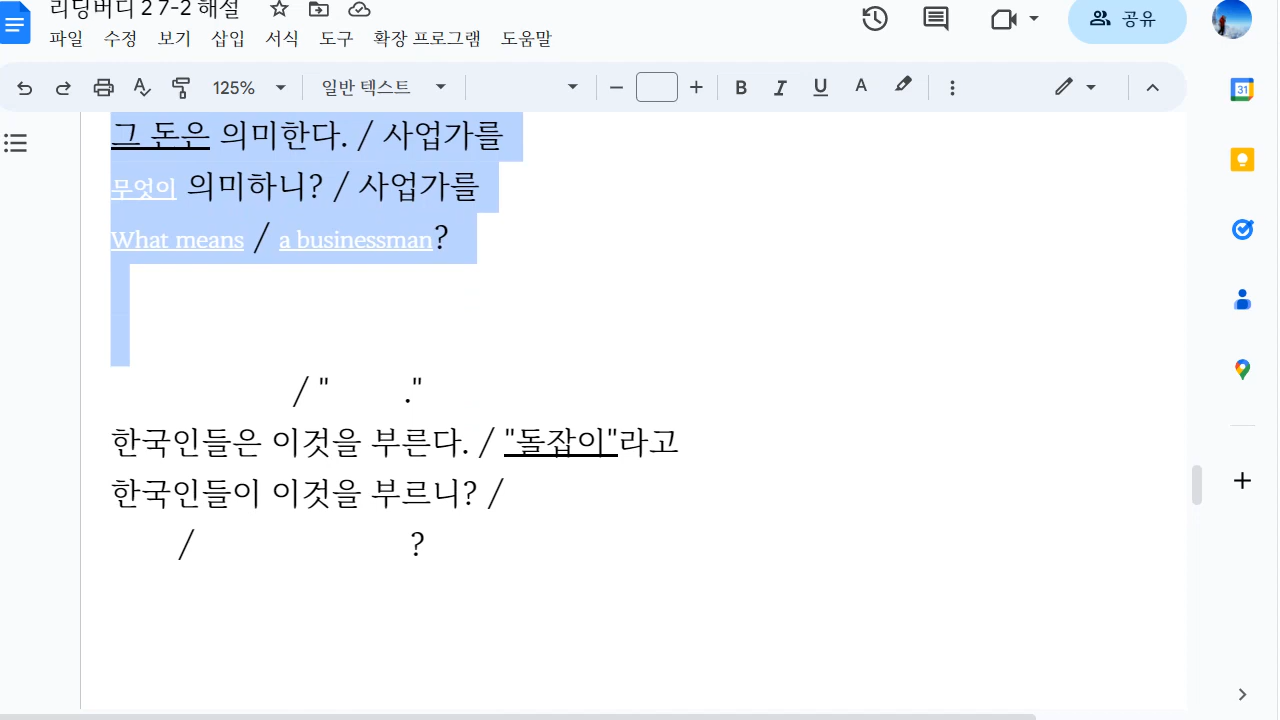 리딩버디 2 7-2 해설
파일 수정 보기 삽입 서식 도구 확장 프로그램 도움말
공유
125% 일반 텍스트 B I U A
31
그 돈은 의미한다. / 사업가를
무엇이 의미하니? / 사업가를
What means / a businessman?
/ " ."
한국인들은 이것을 부른다. / "돌잡이"라고
한국인들이 이것을 부르니? /
/ ?